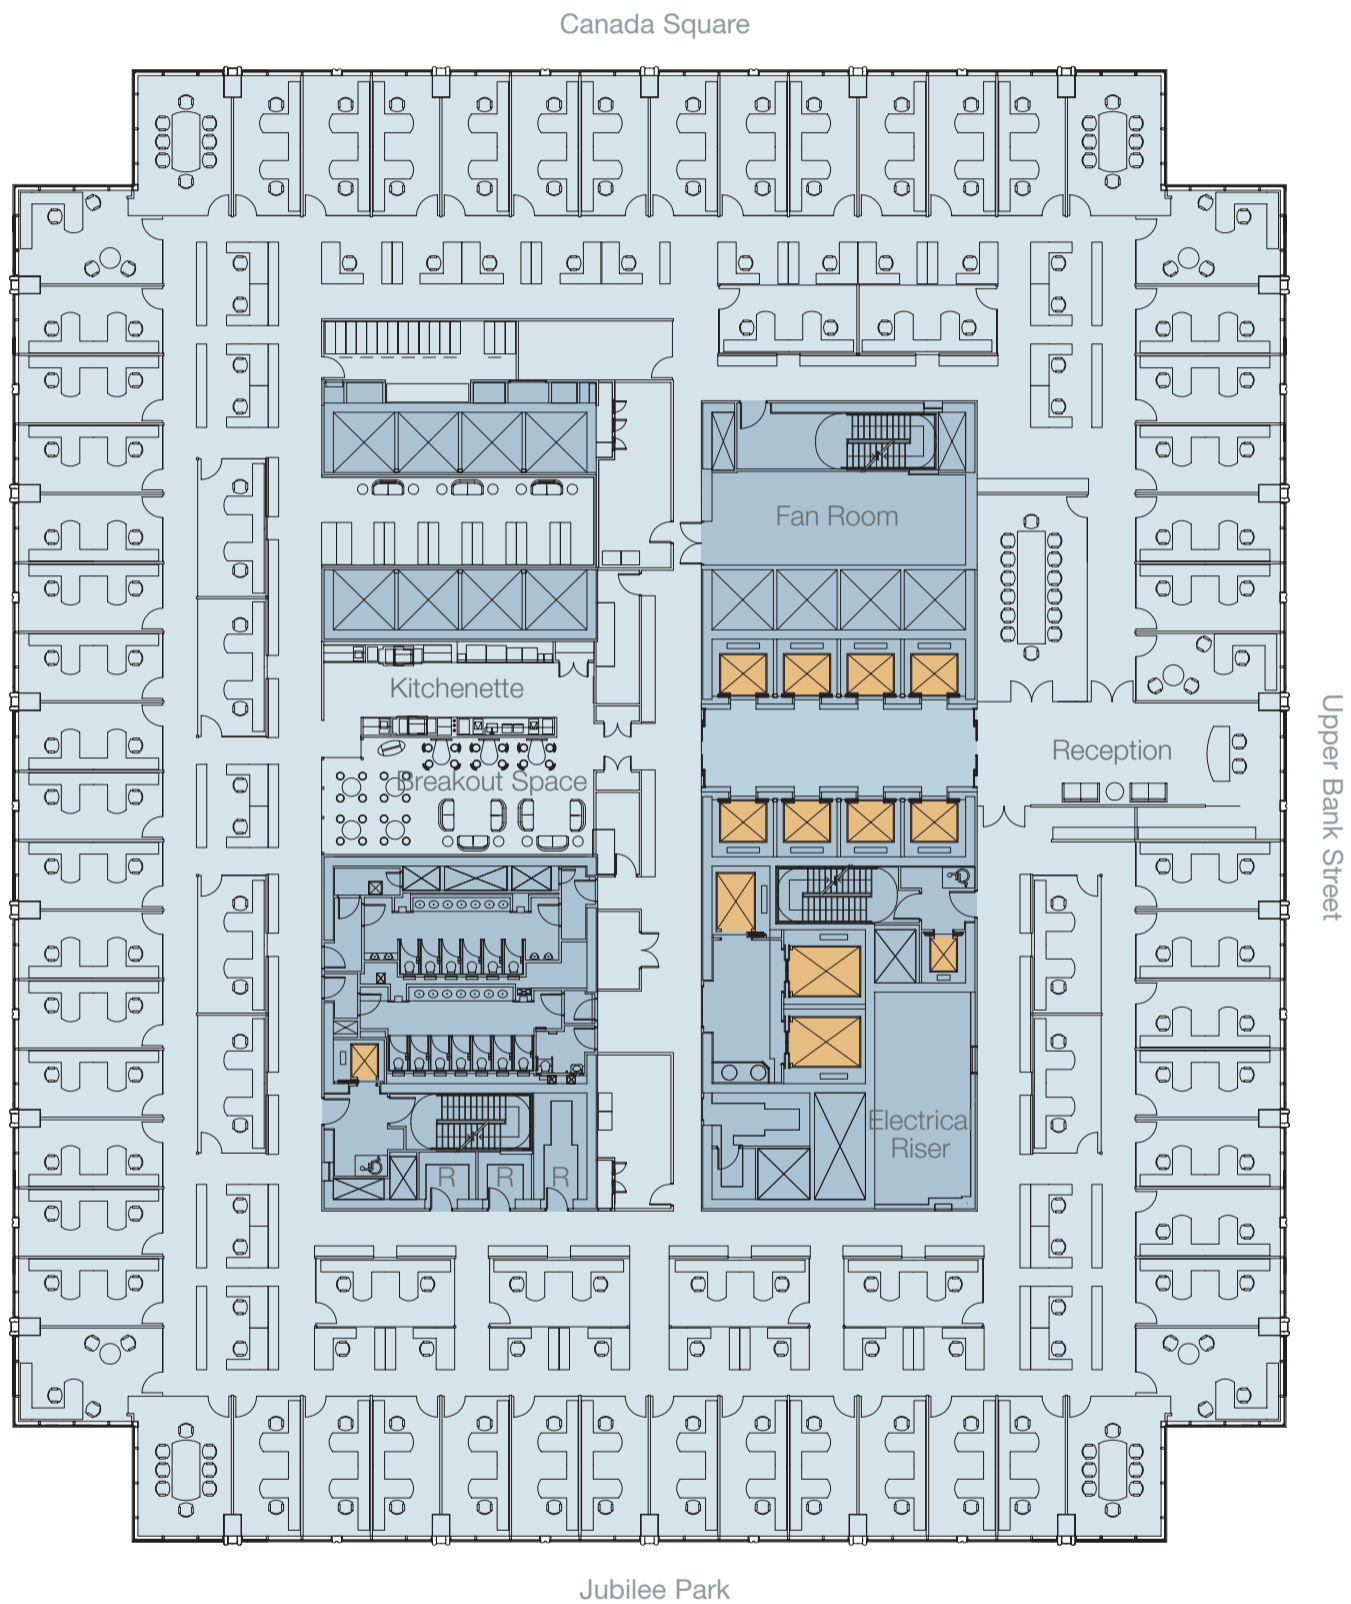 Canada Square
Fan Room
Kitchenette
Reception
Breakout Space
Upper Bank Street
Electrical
Riser
R
R
R
Jubilee Park